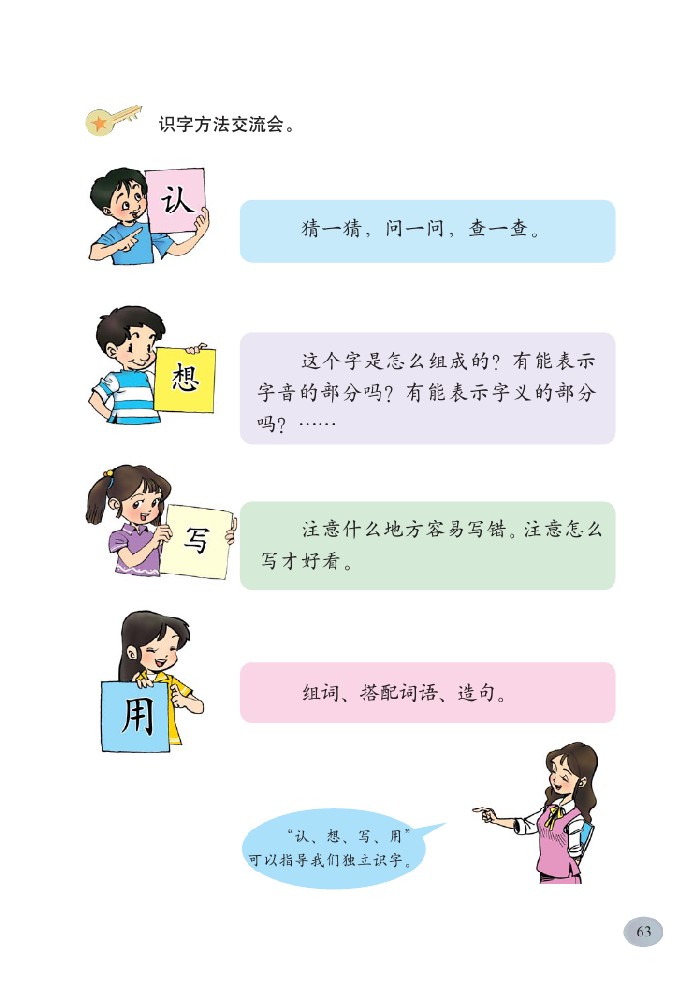 识字方法交流会。
认
猜一猜，问一问，查一查。
想
这个字是怎么组成的？有能表示
字音的部分吗？有能表示字义的部分
吗？……
写
注意什么地方容易写错。注意怎么
写才好看。
用
组词、搭配词语、造句。
“认、想、写、用”
可以指导我们独立识字。
63